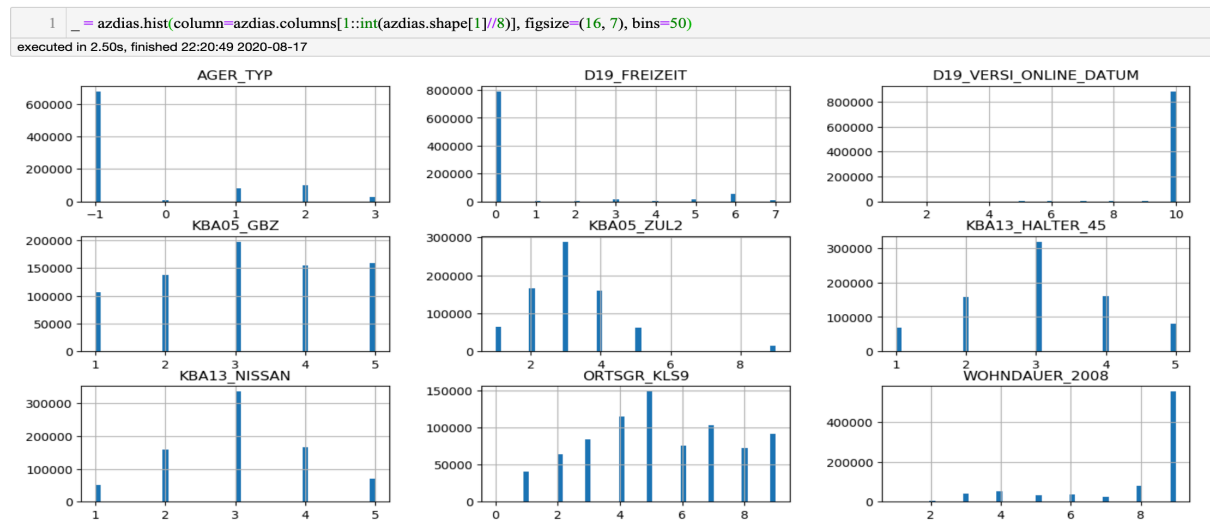 1 _ = azdias.hist(column=azdias.columns[1::int(azdias.shape[1]//8)], figsize=(16, 7), bins=50)
executed in 2.50s, finished 22:20:49 2020-08-17
AGER_TYP
600000
400000
200000
0
−1 0 1 2 3
D19_FREIZEIT
800000
600000
400000
200000
0
0 1 2 3 4 5 6 7
D19_VERSI_ONLINE_DATUM
800000
600000
400000
200000
0
2 4 6 8 10
KBA05_GBZ
200000
150000
100000
50000
0
1 2 3 4 5
KBA05_ZUL2
300000
200000
100000
0
2 4 6 8
KBA13_HALTER_45
300000
200000
100000
0
1 2 3 4 5
KBA13_NISSAN
300000
200000
100000
0
1 2 3 4 5
ORTSGR_KLS9
150000
100000
50000
0
0 2 4 6 8
WOHNDAUER_2008
400000
200000
0
2 4 6 8